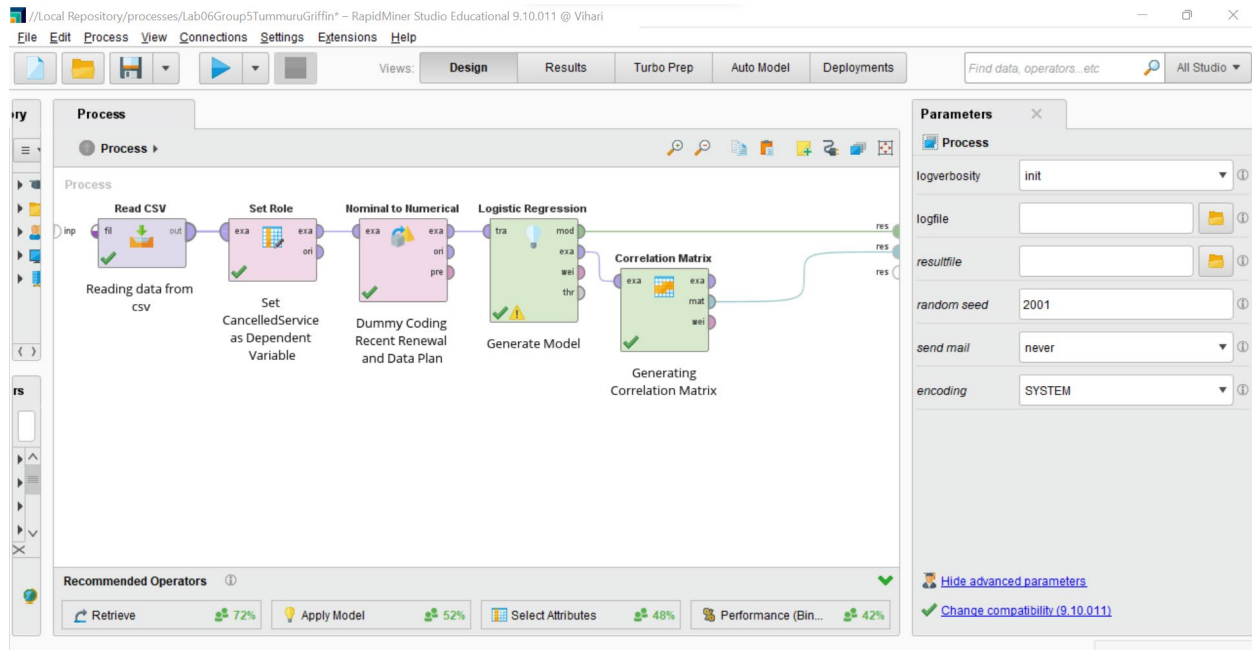 //Local Repository/processes/Lab06Group5TummuruGriffin* – RapidMiner Studio Educational 9.10.011 @ Vihari
File Edit Process View Connections Settings Extensions Help
Views: Design Results Turbo Prep Auto Model Deployments
Find data, operators...etc
All Studio
ory
Process
Parameters
Process
Process
logverbosity init
logfile
resultfile
random seed 2001
send mail never
encoding SYSTEM
Hide advanced parameters
Change compatibility (9.10.011)
Process
inp
Read CSV
fil out
Reading data from
csv
Set Role
exa exa
ori
Set
CancelledService
as Dependent
Variable
Nominal to Numerical
exa exa
ori
pre
Dummy Coding
Recent Renewal
and Data Plan
Logistic Regression
tra mod
exa
wei
thr
Generate Model
Correlation Matrix
exa exa
mat
wei
Generating
Correlation Matrix
res
res
res
rs
Recommended Operators
Retrieve 72%
Apply Model 52%
Select Attributes 48%
Performance (Bin... 42%